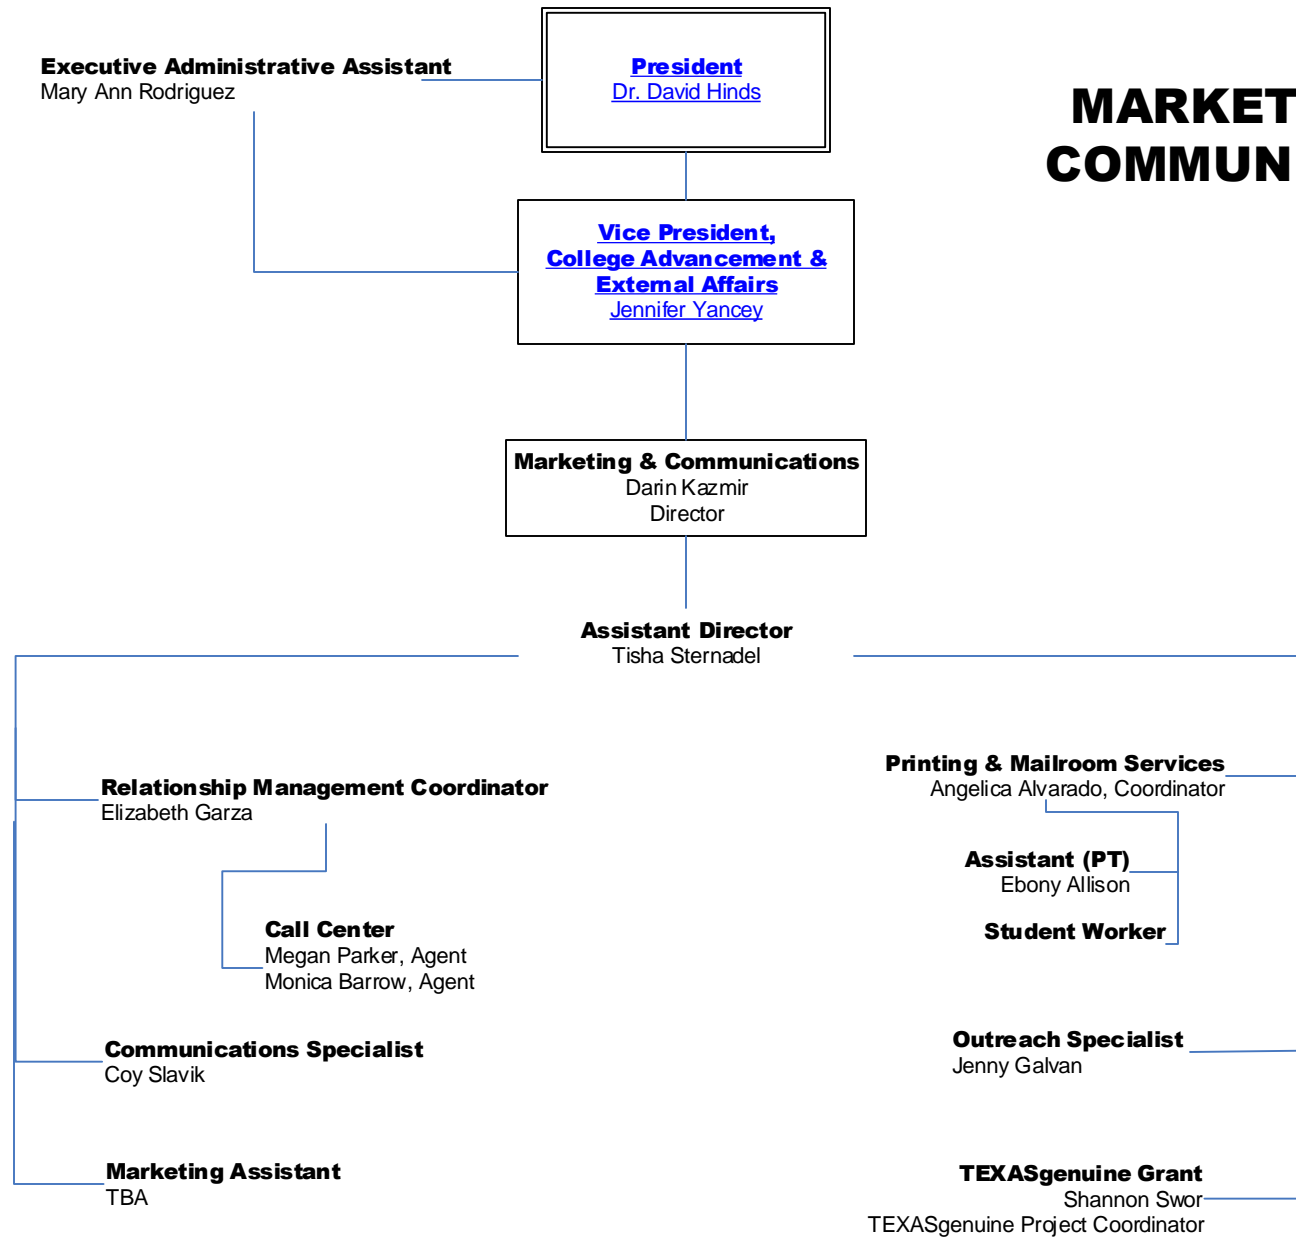 Executive Administrative Assistant
Mary Ann Rodriguez
President
Dr. David Hinds
MARKET
COMMUN
Vice President,
College Advancement &
External Affairs
Jennifer Yancey
Marketing & Communications
Darin Kazmir
Director
Assistant Director
Tisha Sternadel
Relationship Management Coordinator
Elizabeth Garza
Call Center
Megan Parker, Agent
Monica Barrow, Agent
Communications Specialist
Coy Slavik
Marketing Assistant
TBA
Printing & Mailroom Services
Angelica Alvarado, Coordinator
Assistant (PT)
Ebony Allison
Student Worker
Outreach Specialist
Jenny Galvan
TEXASgenuine Grant
Shannon Swor
TEXASgenuine Project Coordinator